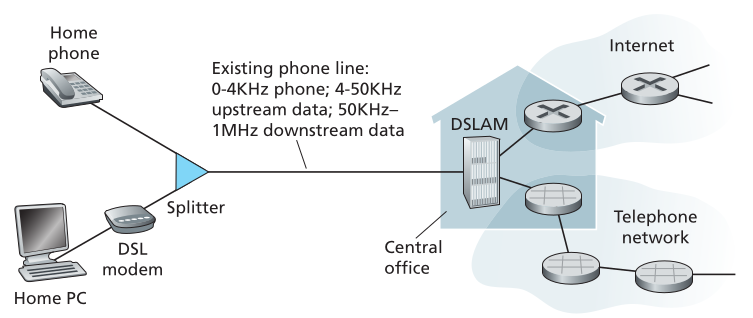 Home
phone
Existing phone line:
0-4KHz phone; 4-50KHz
upstream data; 50KHz–
1MHz downstream data
Internet
DSLAM
Splitter
DSL
modem
Home PC
Central
office
Telephone
network